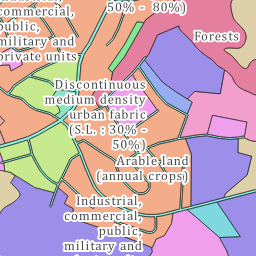 commercial,
public,
military and
private units
50% - 80%)
Forests
Discontinuous
medium density
urban fabric
(S.L. : 30% -
50%)
Arable land
(annual crops)
Industrial,
commercial,
public,
military and